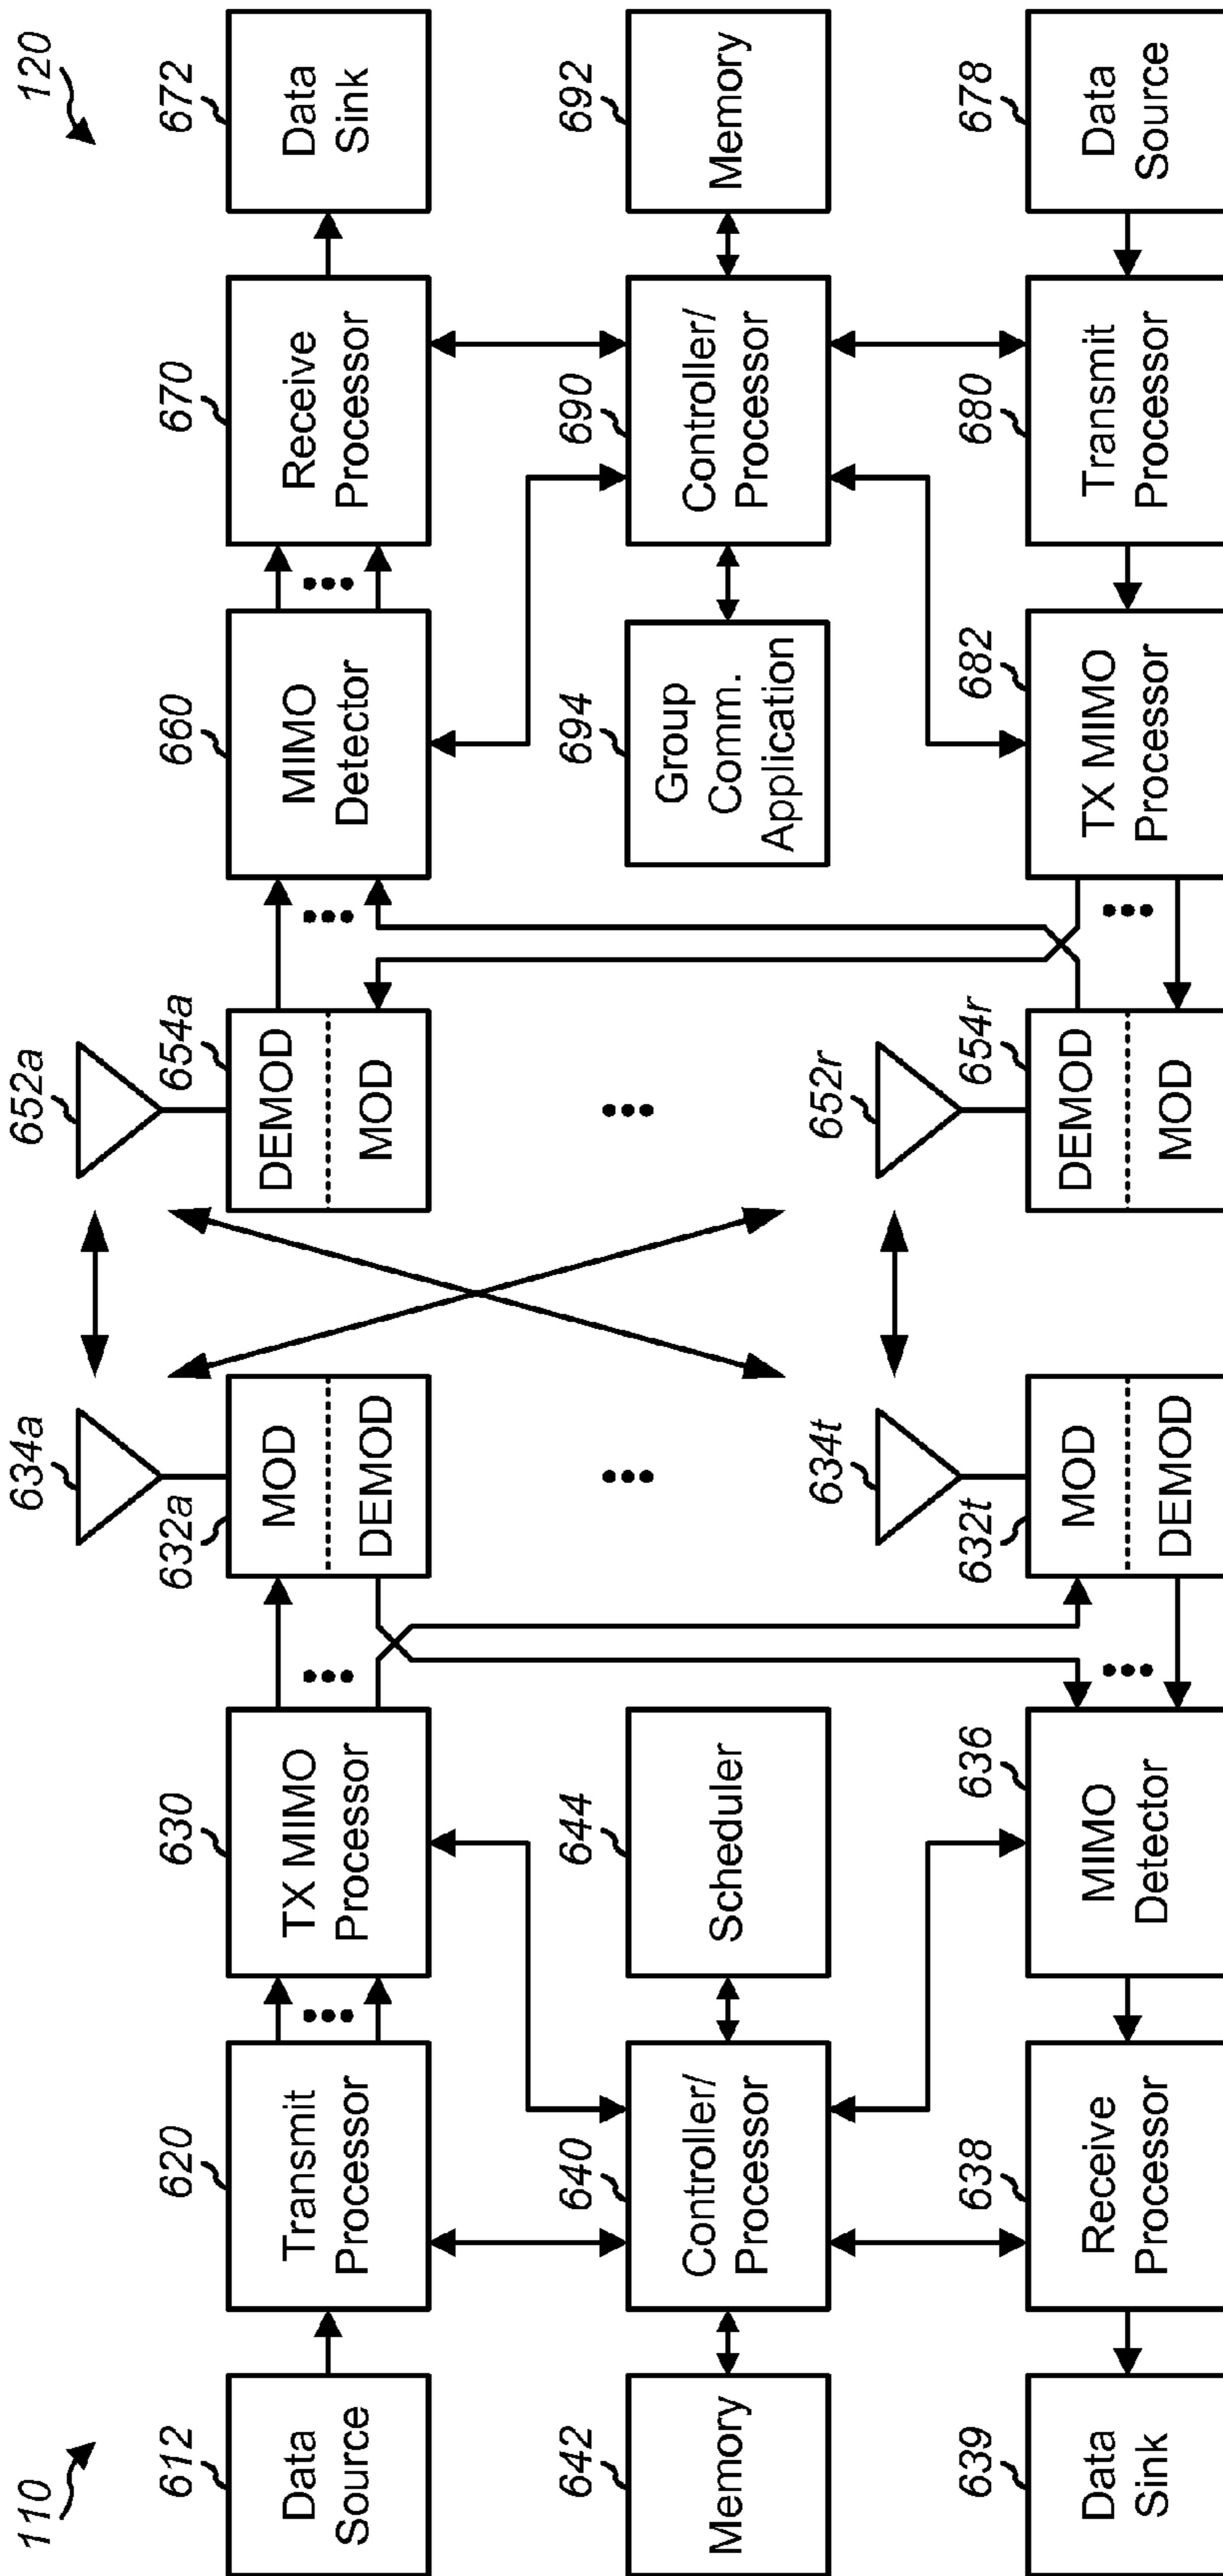 110
120
612
Data
Source
620
Transmit
Processor
630
TX MIMO
Processor
632a
634a
MOD
DEMOD
652a
654a
DEMOD
MOD
660
MIMO
Detector
670
Receive
Processor
672
Data
Sink
642
Memory
640
Controller/
Processor
644
Scheduler
694
Group
Comm.
Application
690
Controller/
Processor
692
Memory
639
Data
Sink
638
Receive
Processor
636
MIMO
Detector
632t
634t
MOD
DEMOD
652r
654r
DEMOD
MOD
682
TX MIMO
Processor
680
Transmit
Processor
678
Data
Source